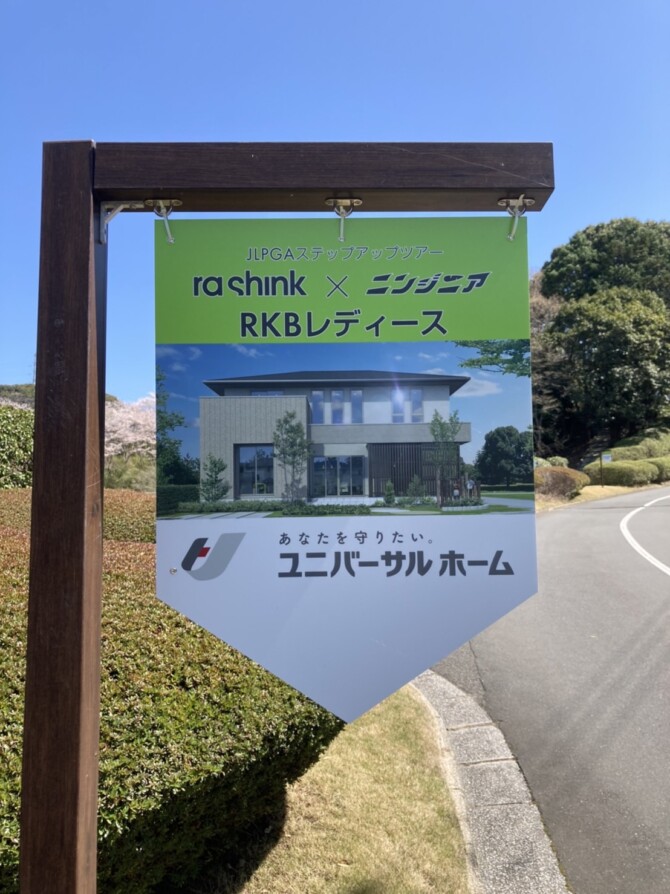 JLPGAステップアップツアー
rashink × ニンジニア
RKBレディース
あなたを守りたい。
ユニバーサル ホーム